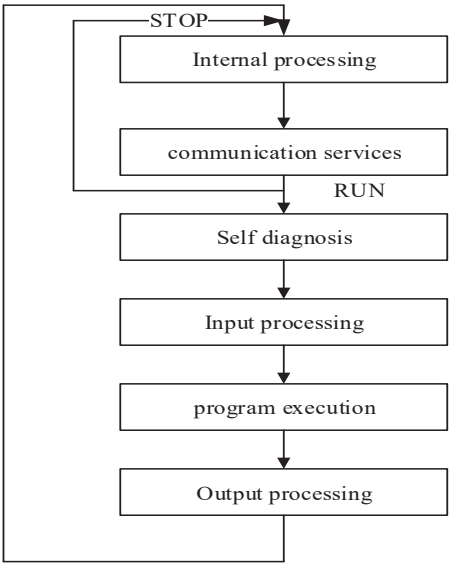 STOP
Internal processing
communication services
RUN
Self diagnosis
Input processing
program execution
Output processing